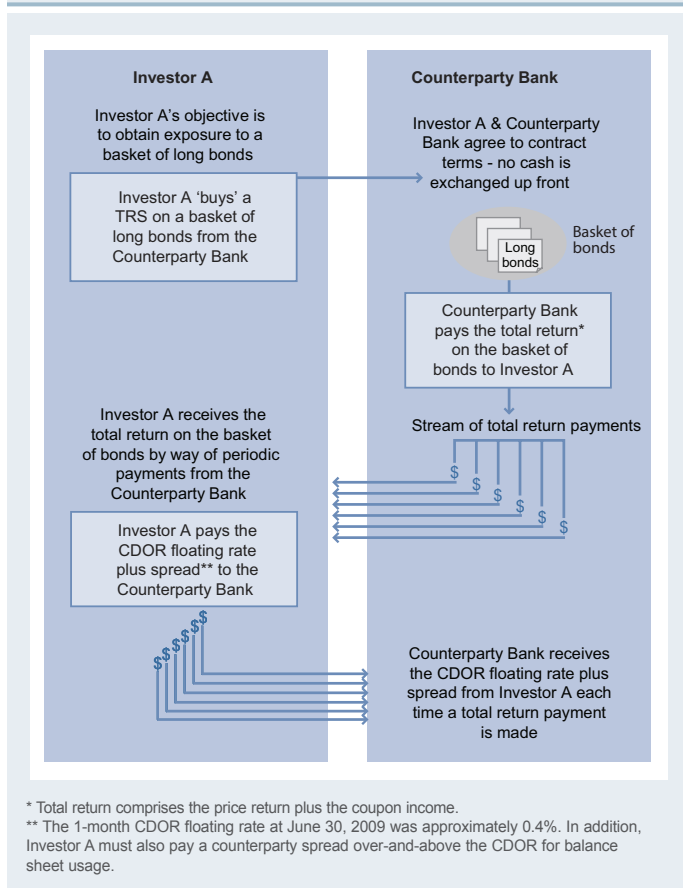 Investor A
Investor A's objective is
to obtain exposure to a
basket of long bonds
Investor A 'buys' a
TRS on a basket of
long bonds from the
Counterparty Bank
Counterparty Bank
Investor A & Counterparty
Bank agree to contract
terms - no cash is
exchanged up front
Long
bonds
Basket of
bonds
Counterparty Bank
pays the total return*
on the basket of
bonds to Investor A
Stream of total return payments
$
$
$
$
$
$
Investor A receives the
total return on the basket
of bonds by way of periodic
payments from the
Counterparty Bank
Investor A pays the
CDOR floating rate
plus spread** to the
Counterparty Bank
$
$
$
$
$
$
Counterparty Bank receives
the CDOR floating rate plus
spread from Investor A each
time a total return payment
is made
* Total return comprises the price return plus the coupon income.
** The 1-month CDOR floating rate at June 30, 2009 was approximately 0.4%. In addition,
Investor A must also pay a counterparty spread over-and-above the CDOR for balance
sheet usage.